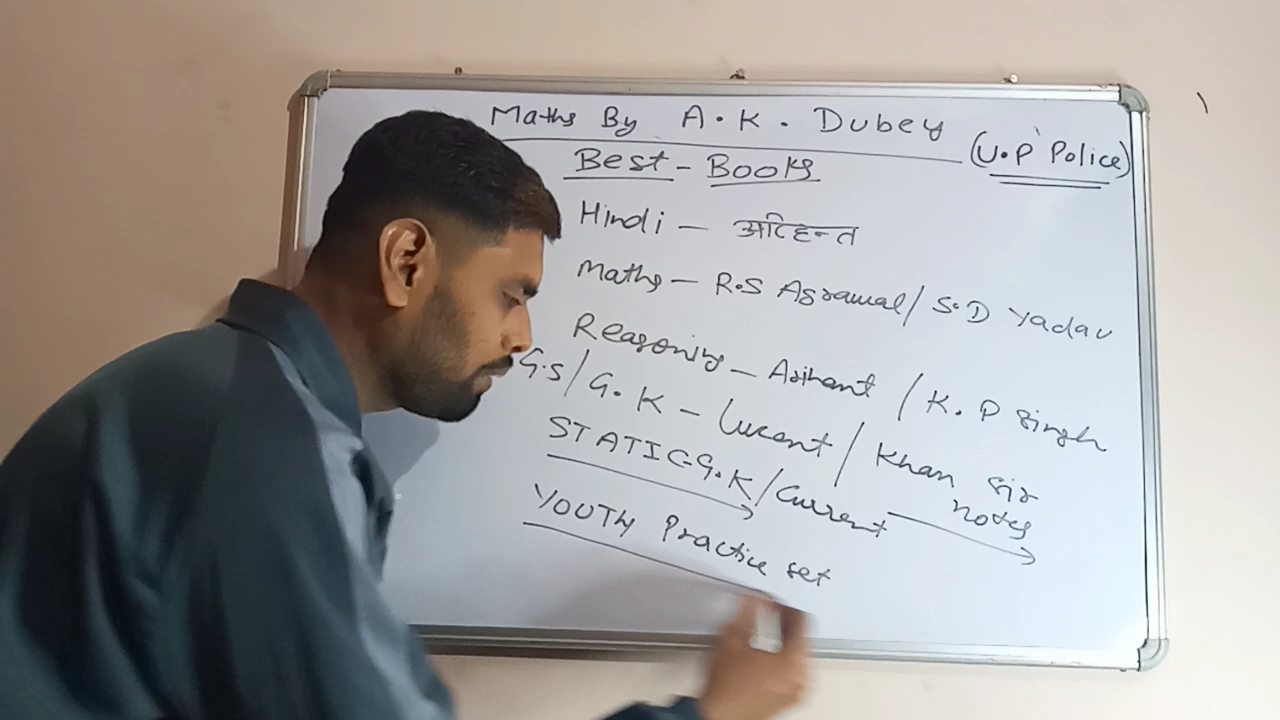 Maths By A.K. Dubey
(U.P Police)
Best-Books
Hindi - अरिहन्त
Maths - R.S Agrawal/S.D Yadav
Reasoning - Arihant / K.P Singh
G.S/G.K - Lucent / Khan Sir notes
STATIC-G.K/Current
YOUTH Practice set